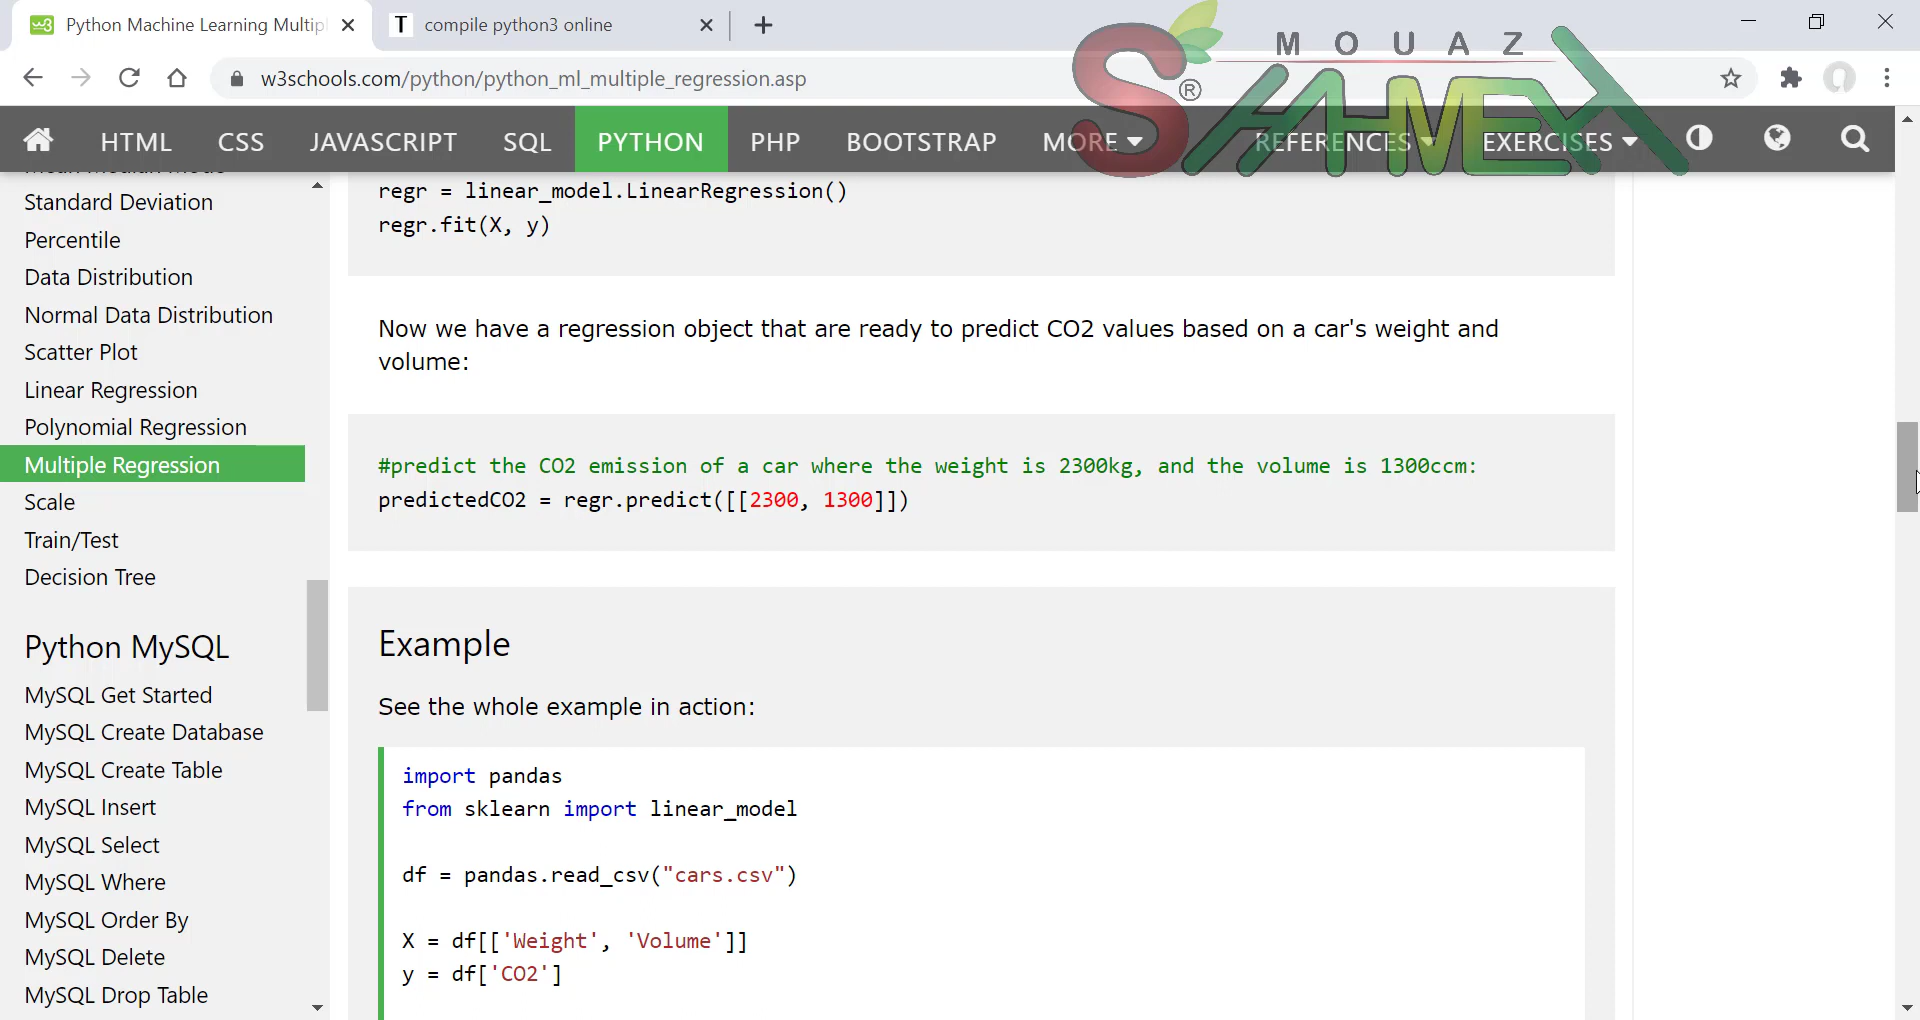 Python Machine Learning Multipl
compile python3 online
MOUAZ
SHAHMEX
®
w3schools.com/python/python_ml_multiple_regression.asp
HTML CSS JAVASCRIPT SQL PYTHON PHP BOOTSTRAP MORE REFERENCES EXERCISES
Mean Median Mode
Standard Deviation
Percentile
Data Distribution
Normal Data Distribution
Scatter Plot
Linear Regression
Polynomial Regression
Multiple Regression
Scale
Train/Test
Decision Tree
Python MySQL
MySQL Get Started
MySQL Create Database
MySQL Create Table
MySQL Insert
MySQL Select
MySQL Where
MySQL Order By
MySQL Delete
MySQL Drop Table
regr = linear_model.LinearRegression()
regr.fit(X, y)
Now we have a regression object that are ready to predict CO2 values based on a car's weight and
volume:
#predict the CO2 emission of a car where the weight is 2300kg, and the volume is 1300ccm:
predictedCO2 = regr.predict([[2300, 1300]])
Example
See the whole example in action:
import pandas
from sklearn import linear_model
df = pandas.read_csv("cars.csv")
X = df[['Weight', 'Volume']]
y = df['CO2']